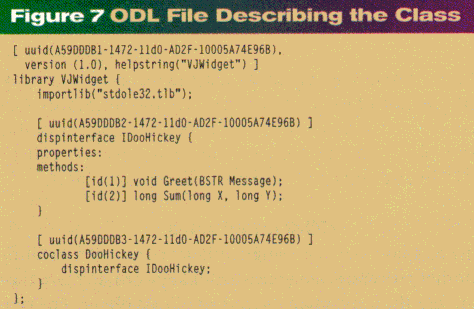 Figure 7 ODL File Describing the Class
[ uuid(A59DDDB1-1472-11d0-AD2F-10005A74E96B),
version (1.0), helpstring("VJWidget") ]
library VJWidget {
importlib("stdole32.tlb");
[ uuid(A59DDDB2-1472-11d0-AD2F-10005A74E96B) ]
dispinterface IDooHickey {
properties:
methods:
[id(1)] void Greet(BSTR Message);
[id(2)] long Sum(long X, long Y);
}
[ uuid(A59DDDB3-1472-11d0-AD2F-10005A74E96B) ]
coclass DooHickey {
dispinterface IDooHickey;
}
};